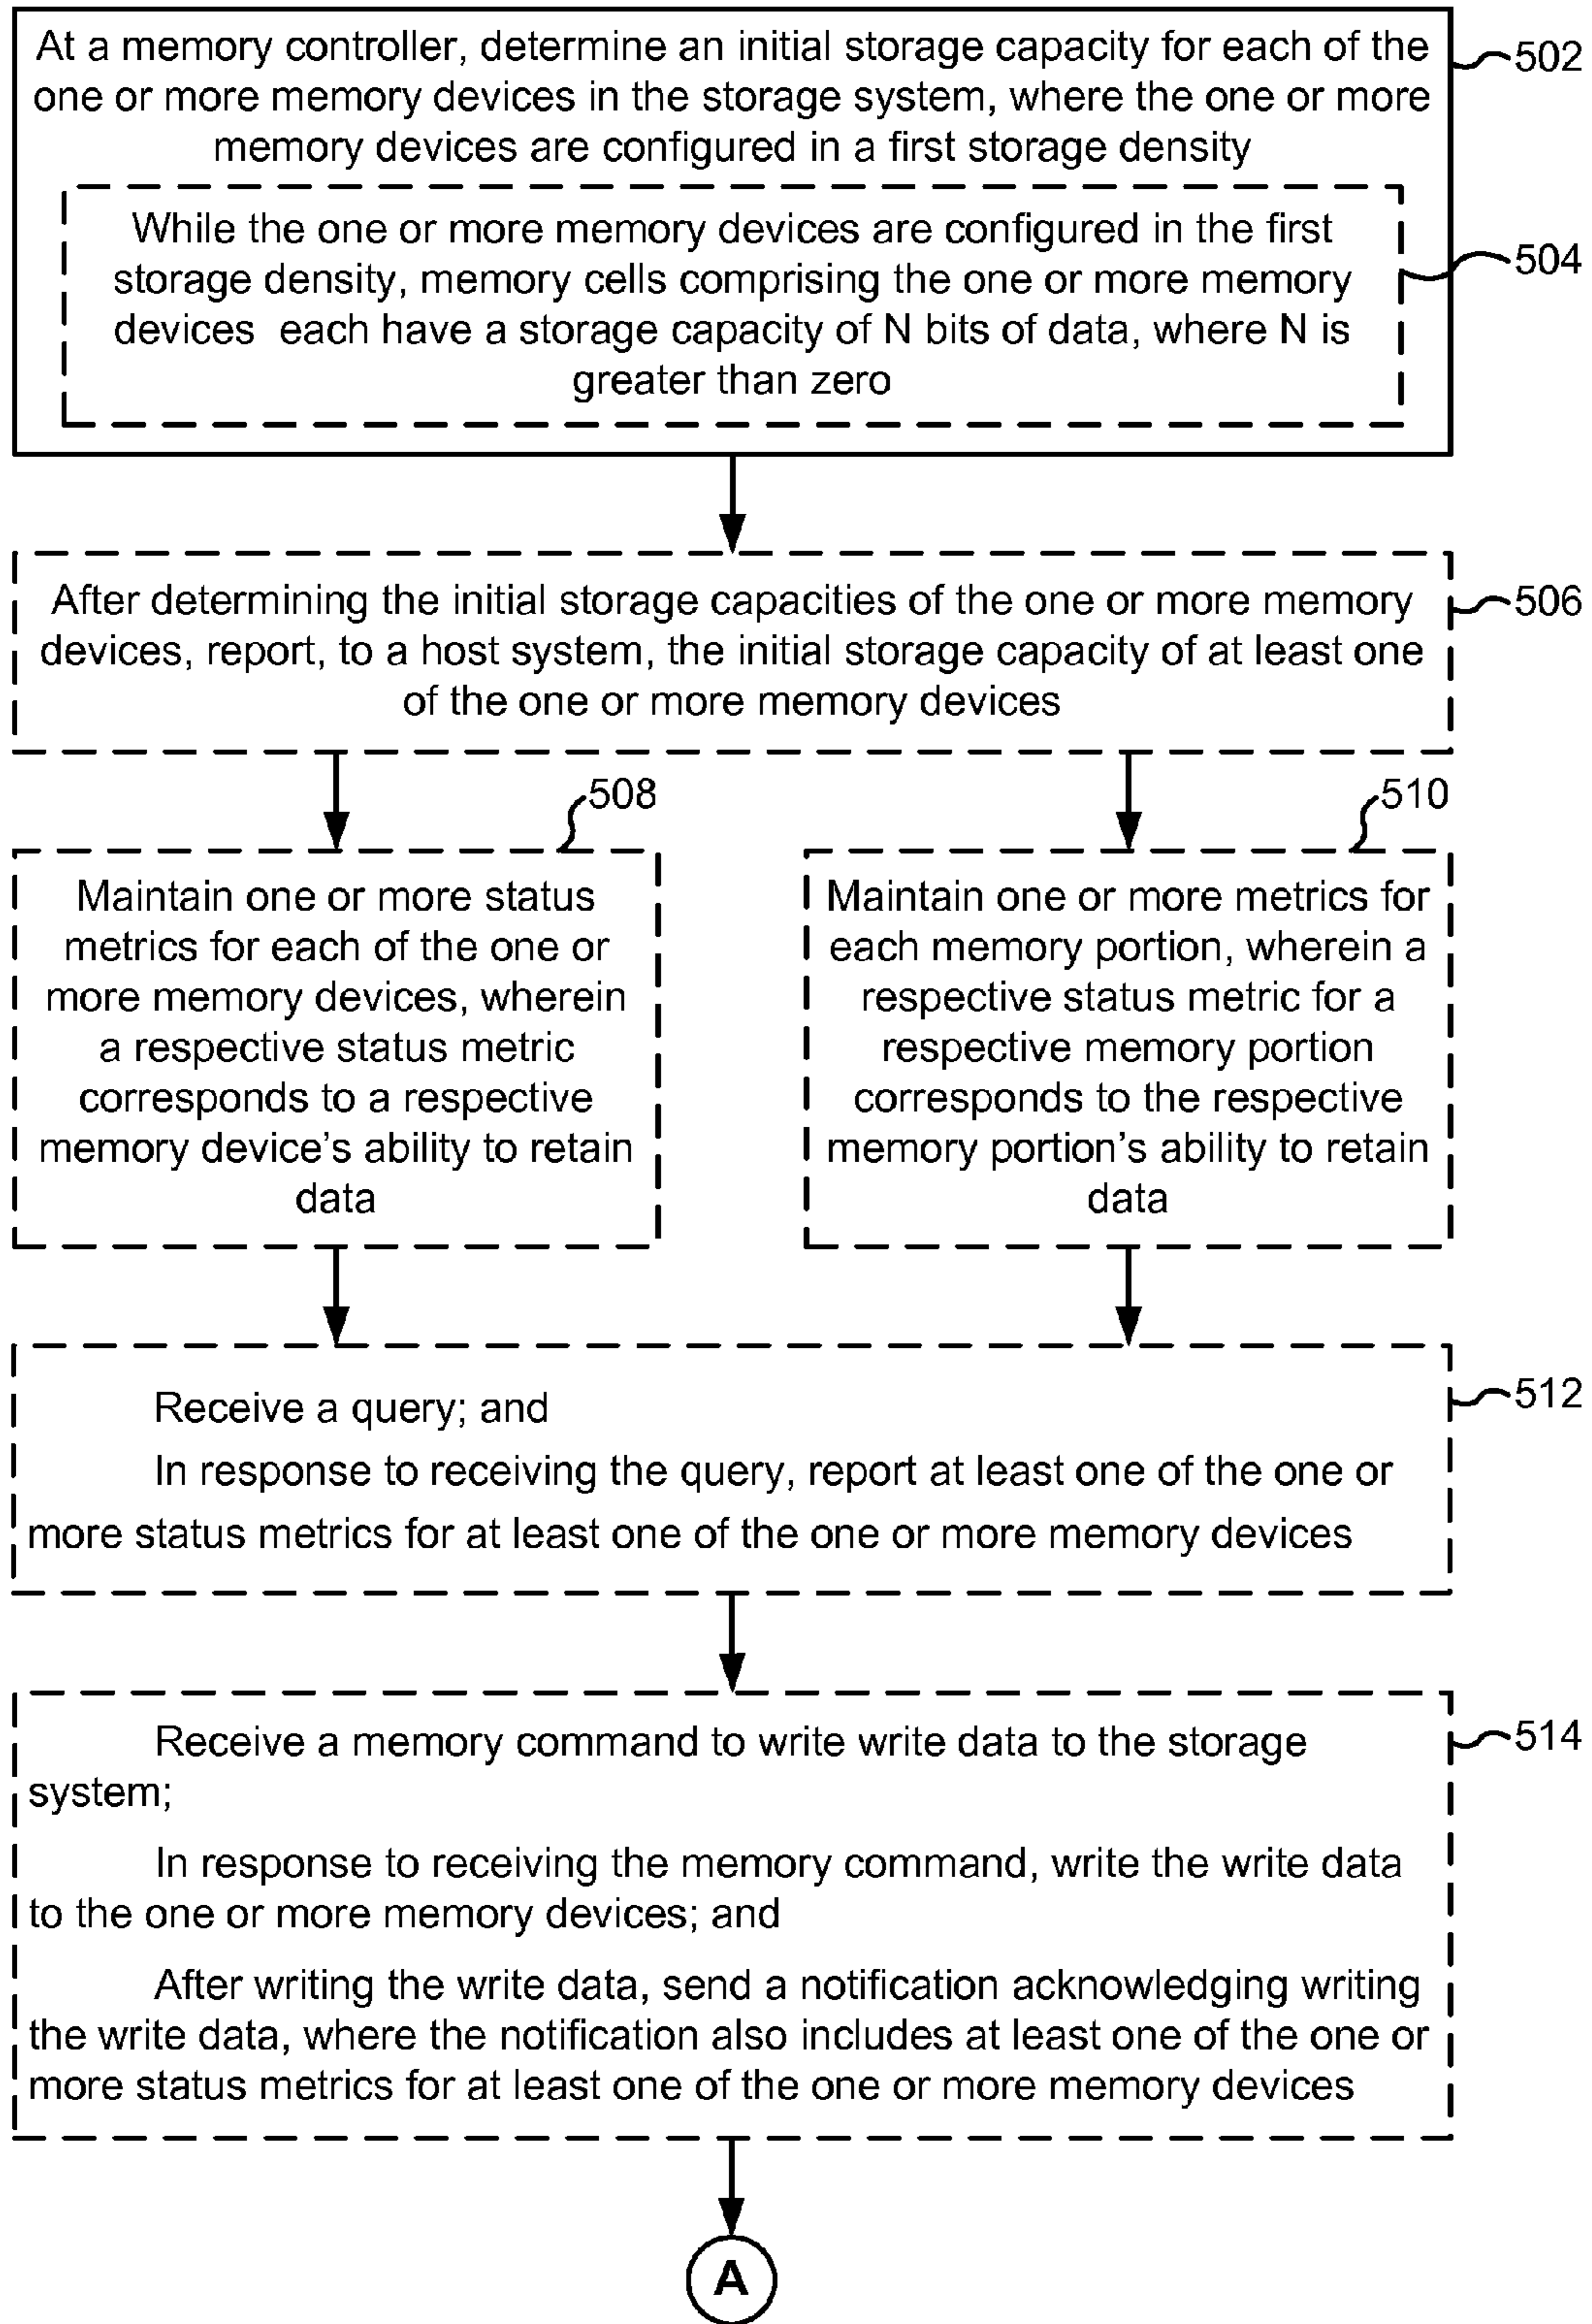 At a memory controller, determine an initial storage capacity for each of the
one or more memory devices in the storage system, where the one or more
memory devices are configured in a first storage density
502
While the one or more memory devices are configured in the first
storage density, memory cells comprising the one or more memory
devices each have a storage capacity of N bits of data, where N is
greater than zero
504
After determining the initial storage capacities of the one or more memory
devices, report, to a host system, the initial storage capacity of at least one
of the one or more memory devices
506
508
Maintain one or more status
metrics for each of the one or
more memory devices, wherein
a respective status metric
corresponds to a respective
memory device's ability to retain
data
510
Maintain one or more metrics for
each memory portion, wherein a
respective status metric for a
respective memory portion
corresponds to the respective
memory portion's ability to retain
data
Receive a query; and
In response to receiving the query, report at least one of the one or
more status metrics for at least one of the one or more memory devices
512
Receive a memory command to write write data to the storage
system;
In response to receiving the memory command, write the write data
to the one or more memory devices; and
After writing the write data, send a notification acknowledging writing
the write data, where the notification also includes at least one of the one or
more status metrics for at least one of the one or more memory devices
514
A